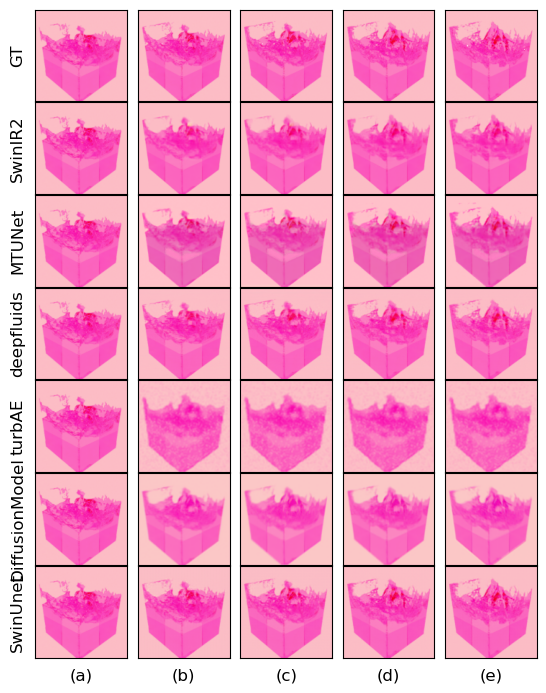 GT
SwinIR2
MTUNet
deepfluids
turbAE
DiffusionModel
SwinUnet
(a) (b) (c) (d) (e)